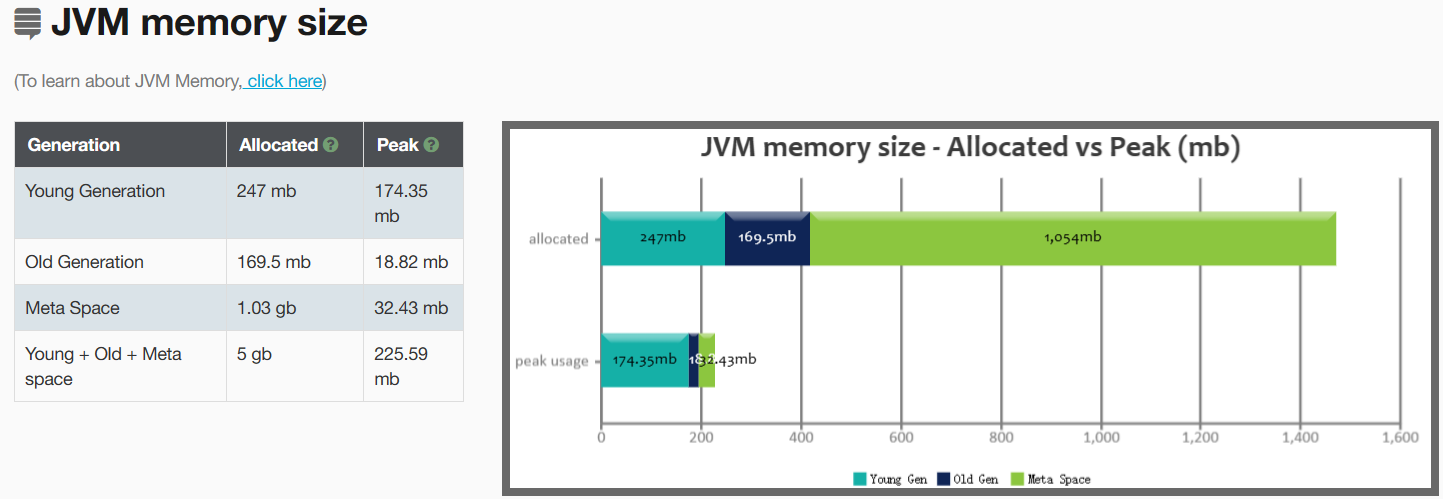 JVM memory size
(To learn about JVM Memory, click here)
Generation Allocated ? Peak ?
Young Generation 247 mb 174.35 mb
Old Generation 169.5 mb 18.82 mb
Meta Space 1.03 gb 32.43 mb
Young + Old + Meta space 5 gb 225.59 mb
JVM memory size - Allocated vs Peak (mb)
allocated 247mb 169.5mb 1,054mb
peak usage 174.35mb 32.43mb
0 200 400 600 800 1,000 1,200 1,400 1,600
Young Gen Old Gen Meta Space